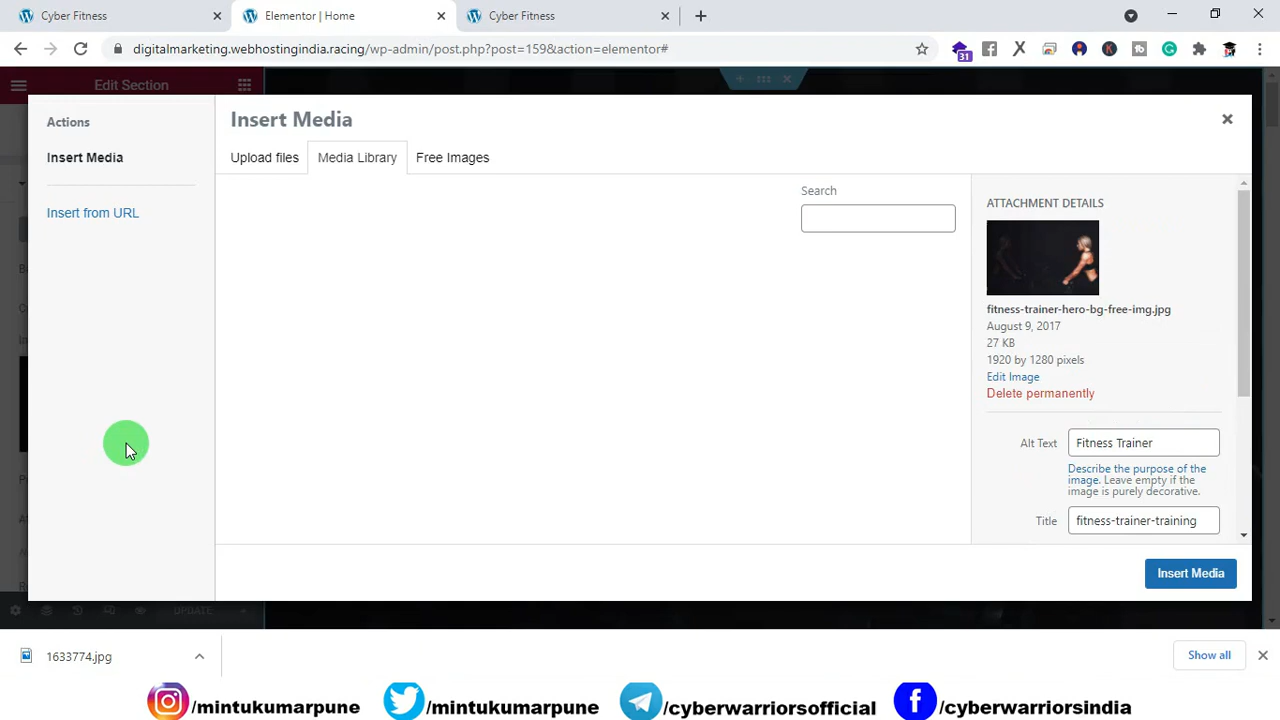 Cyber Fitness
Elementor | Home
Cyber Fitness
digitalmarketing.webhostingindia.racing/wp-admin/post.php?post=159&action=elementor#
31
Edit Section
Actions
Insert Media
Insert from URL
Insert Media
Upload files
Media Library
Free Images
Search
ATTACHMENT DETAILS
fitness-trainer-hero-bg-free-img.jpg
August 9, 2017
27 KB
1920 by 1280 pixels
Edit Image
Delete permanently
Alt Text
Fitness Trainer
Describe the purpose of the
image. Leave empty if the
image is purely decorative.
Title
fitness-trainer-training
Insert Media
UPDATE
1633774.jpg
Show all
/mintukumarpune
/mintukumarpune
/cyberwarriorsofficial
/cyberwarriorsindia